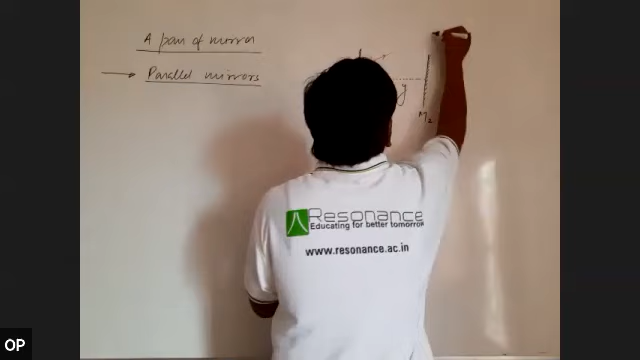 A pair of mirror
→ Parallel mirrors
y
M2
Resonance
Educating for better tomorrow
www.resonance.ac.in
OP